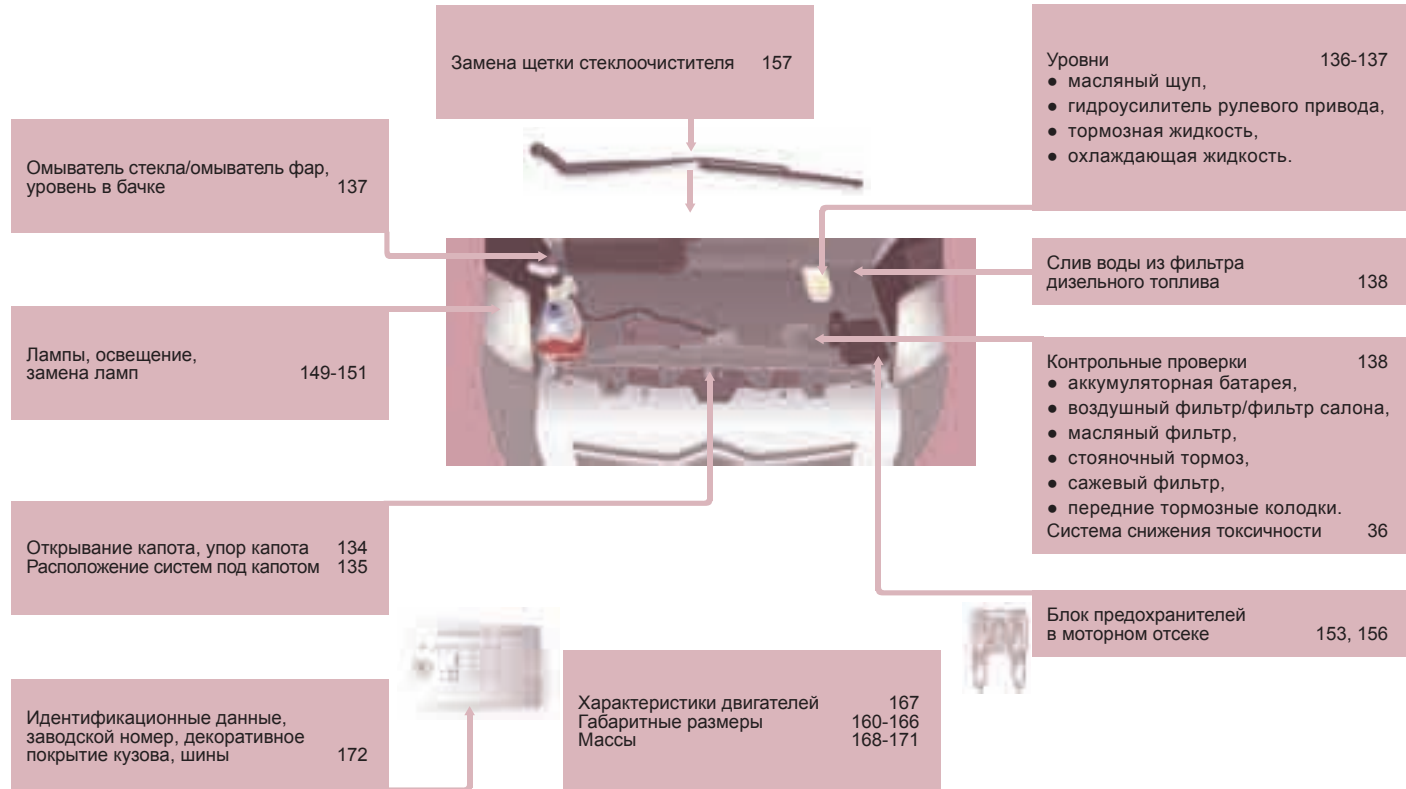 Замена щетки стеклоочистителя 157
Омыватель стекла/омыватель фар,
уровень в бачке 137
Лампы, освещение,
замена ламп 149-151
Открывание капота, упор капота 134
Расположение систем под капотом 135
Идентификационные данные,
заводской номер, декоративное
покрытие кузова, шины 172
Характеристики двигателей 167
Габаритные размеры 160-166
Массы 168-171
Уровни 136-137
● масляный щуп,
● гидроусилитель рулевого привода,
● тормозная жидкость,
● охлаждающая жидкость.
Слив воды из фильтра
дизельного топлива 138
Контрольные проверки 138
● аккумуляторная батарея,
● воздушный фильтр/фильтр салона,
● масляный фильтр,
● стояночный тормоз,
● сажевый фильтр,
● передние тормозные колодки.
Система снижения токсичности 36
Блок предохранителей
в моторном отсеке 153, 156